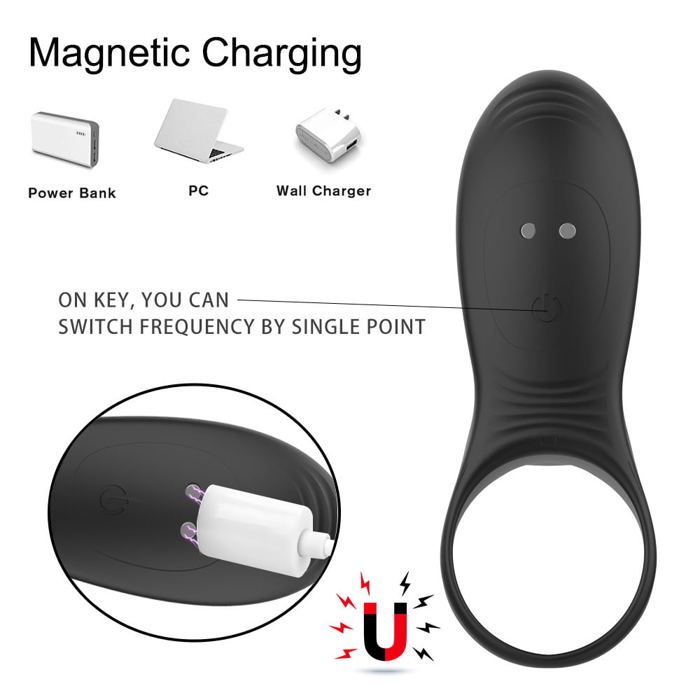 Magnetic Charging
Power Bank
PC
Wall Charger
ON KEY, YOU CAN
SWITCH FREQUENCY BY SINGLE POINT